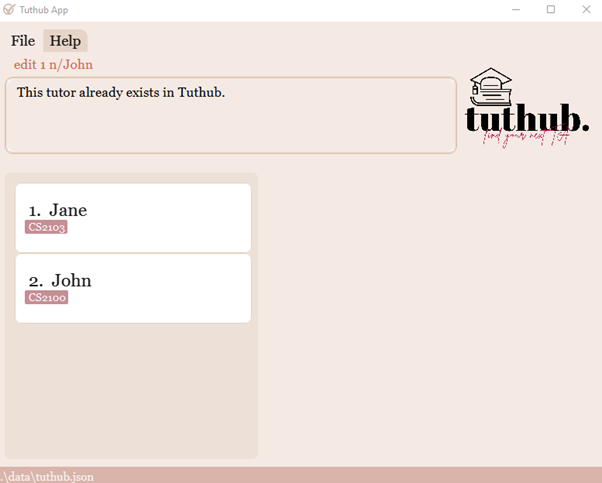 Tuthub App
File Help
edit 1 n/John
This tutor already exists in Tuthub.
tuthub.
find your next TA
1. Jane
CS2103
2. John
CS2100
.\data\tuthub.json